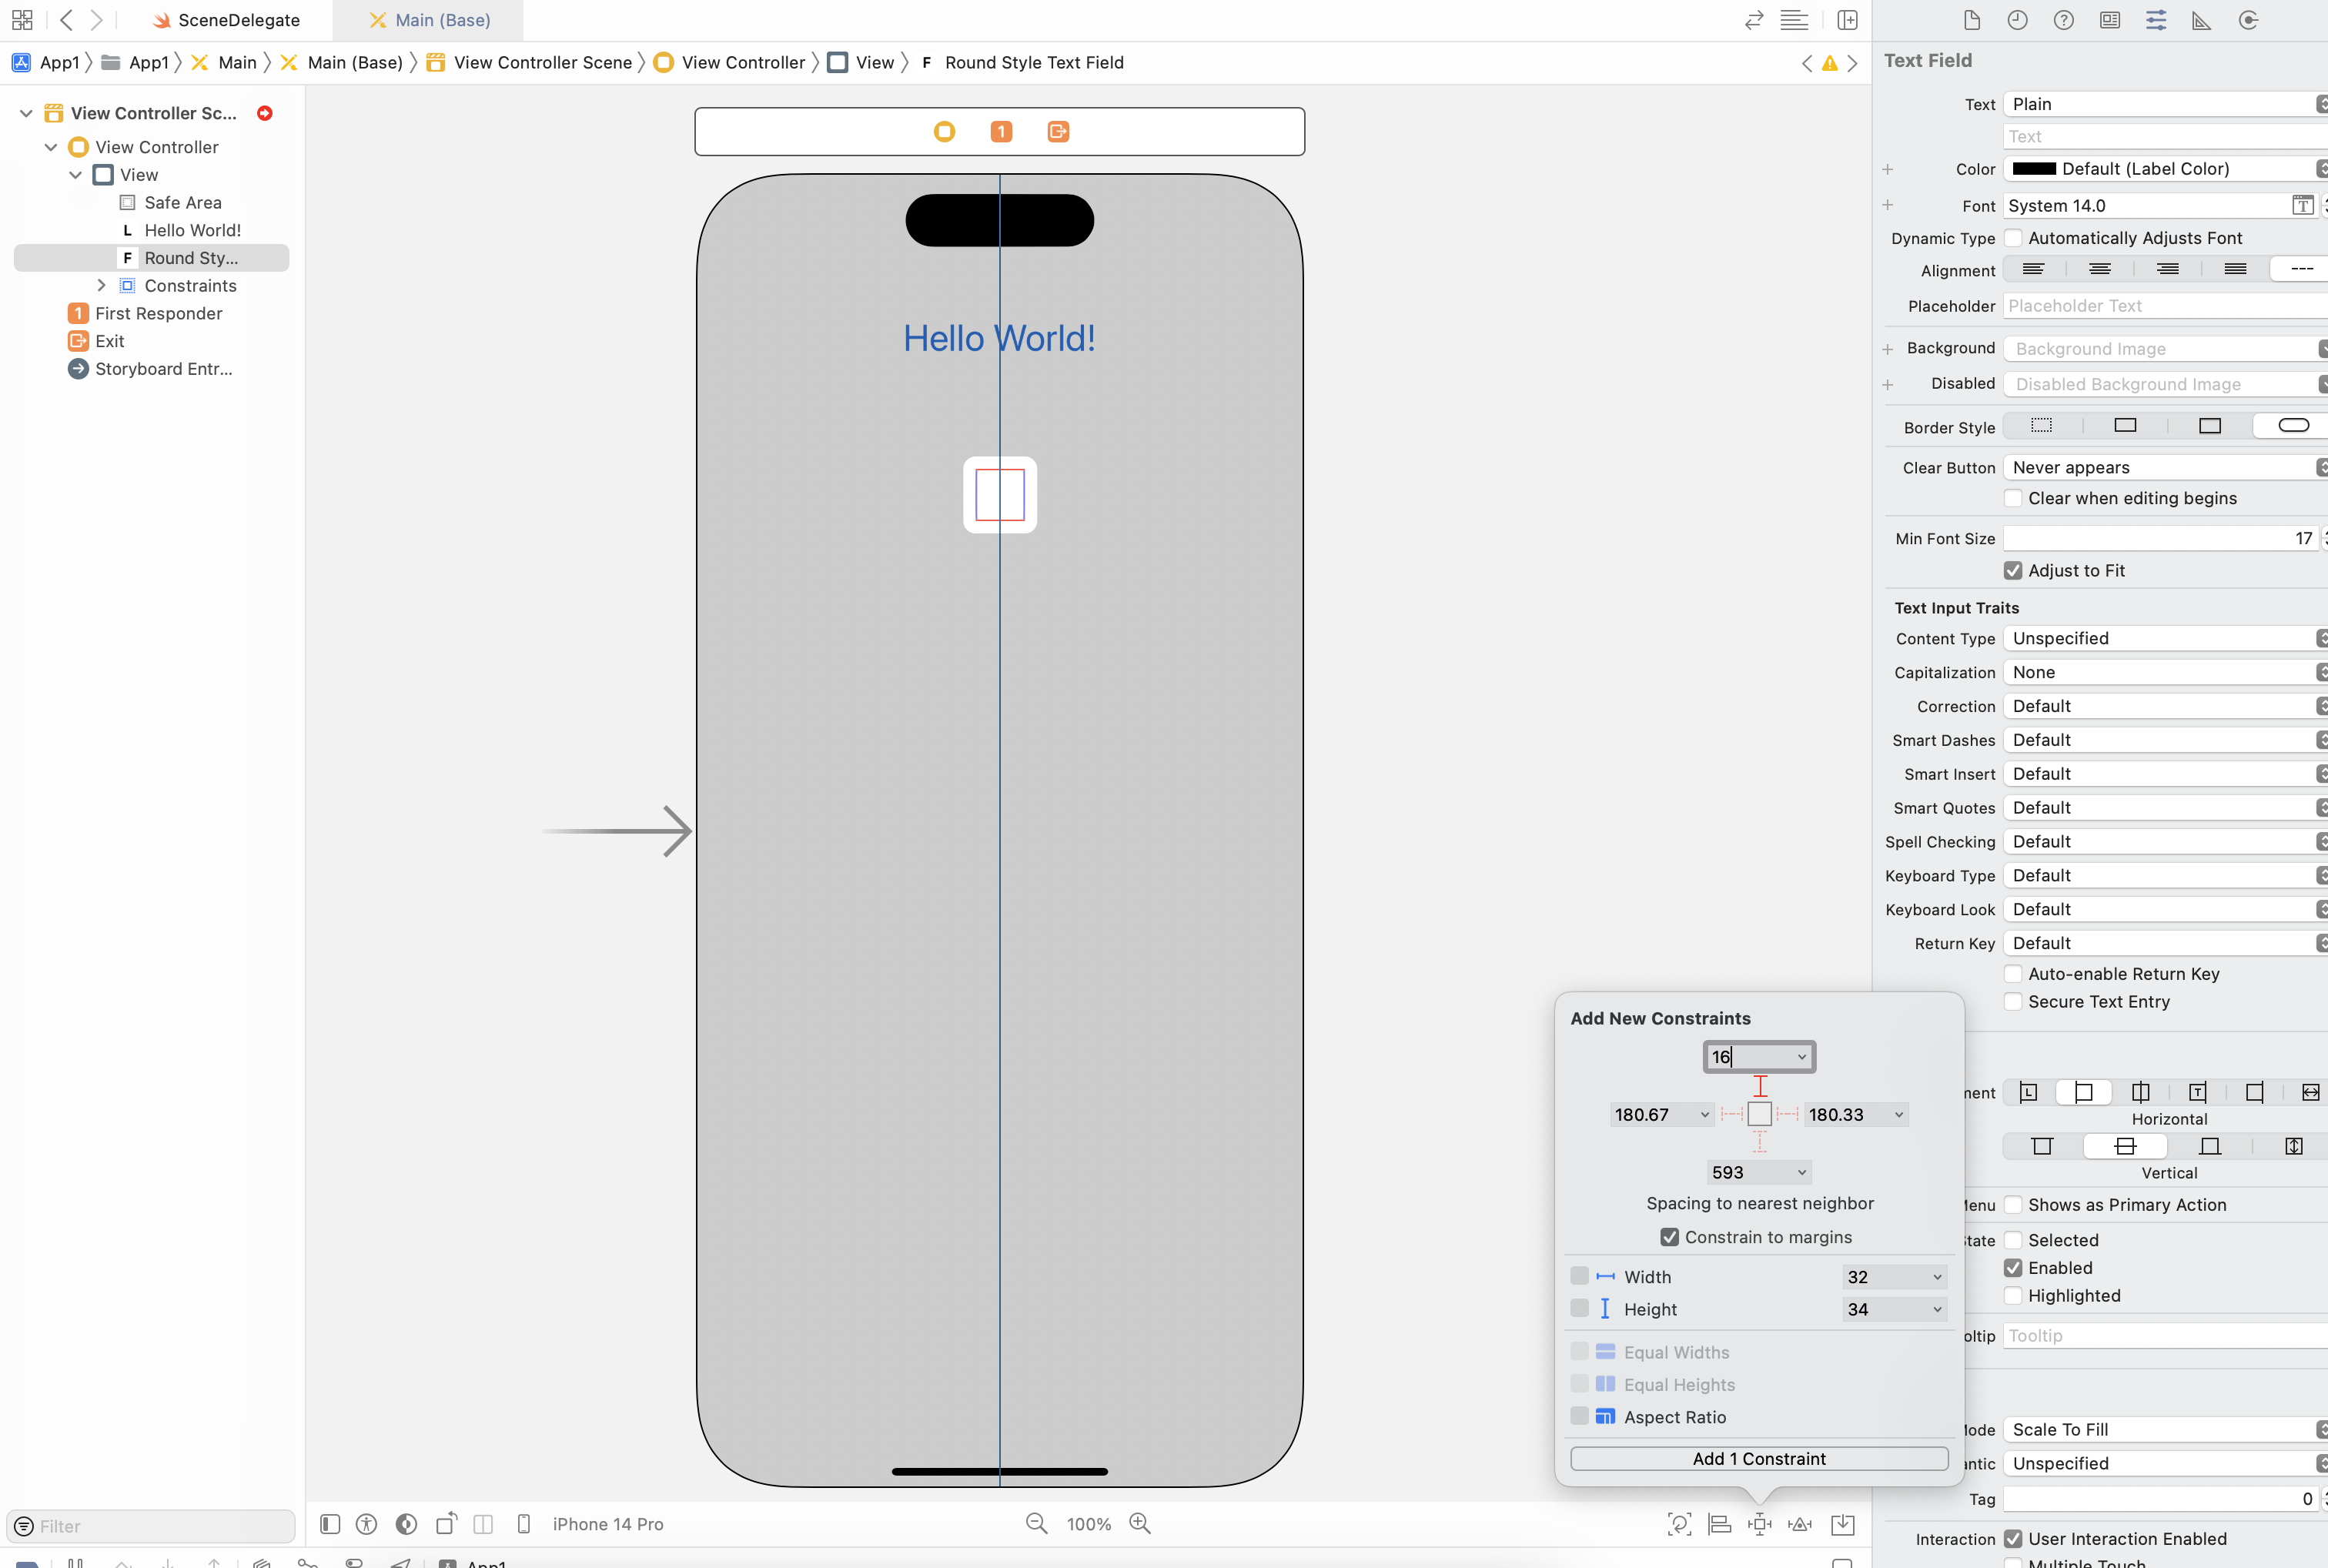 SceneDelegate
Main (Base)
App1 App1 Main Main (Base) View Controller Scene View Controller View F Round Style Text Field
View Controller Sc...
View Controller
View
Safe Area
L Hello World!
F Round Sty...
Constraints
1 First Responder
Exit
Storyboard Entr...
Filter
1
Hello World!
iPhone 14 Pro
100%
App1
Add New Constraints
16
180.67
180.33
593
Spacing to nearest neighbor
Constrain to margins
Width 32
Height 34
Equal Widths
Equal Heights
Aspect Ratio
Add 1 Constraint
Text Field
Text Plain
Text
Color Default (Label Color)
Font System 14.0
Dynamic Type Automatically Adjusts Font
Alignment
Placeholder Placeholder Text
Background Background Image
Disabled Disabled Background Image
Border Style
Clear Button Never appears
Clear when editing begins
Min Font Size 17
Adjust to Fit
Text Input Traits
Content Type Unspecified
Capitalization None
Correction Default
Smart Dashes Default
Smart Insert Default
Smart Quotes Default
Spell Checking Default
Keyboard Type Default
Keyboard Look Default
Return Key Default
Auto-enable Return Key
Secure Text Entry
ment
Horizontal
Vertical
Menu Shows as Primary Action
tate Selected
Enabled
Highlighted
oltip Tooltip
Mode Scale To Fill
antic Unspecified
Tag 0
Interaction User Interaction Enabled
Multiple Touch